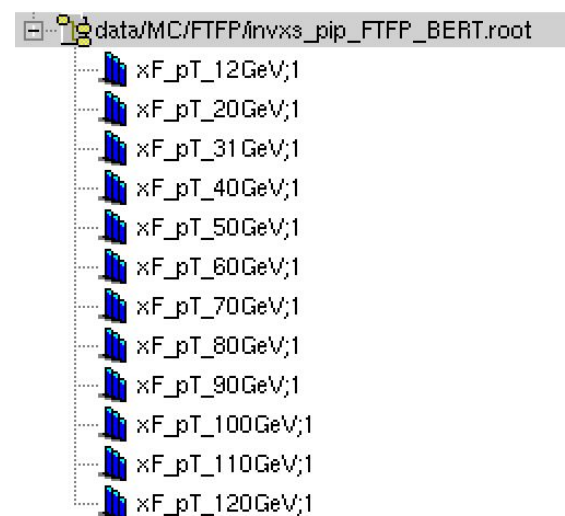 data/MC/FTFP/invxs_pip_FTFP_BERT.root
xF_pT_12GeV;1
xF_pT_20GeV;1
xF_pT_31GeV;1
xF_pT_40GeV;1
xF_pT_50GeV;1
xF_pT_60GeV;1
xF_pT_70GeV;1
xF_pT_80GeV;1
xF_pT_90GeV;1
xF_pT_100GeV;1
xF_pT_110GeV;1
xF_pT_120GeV;1